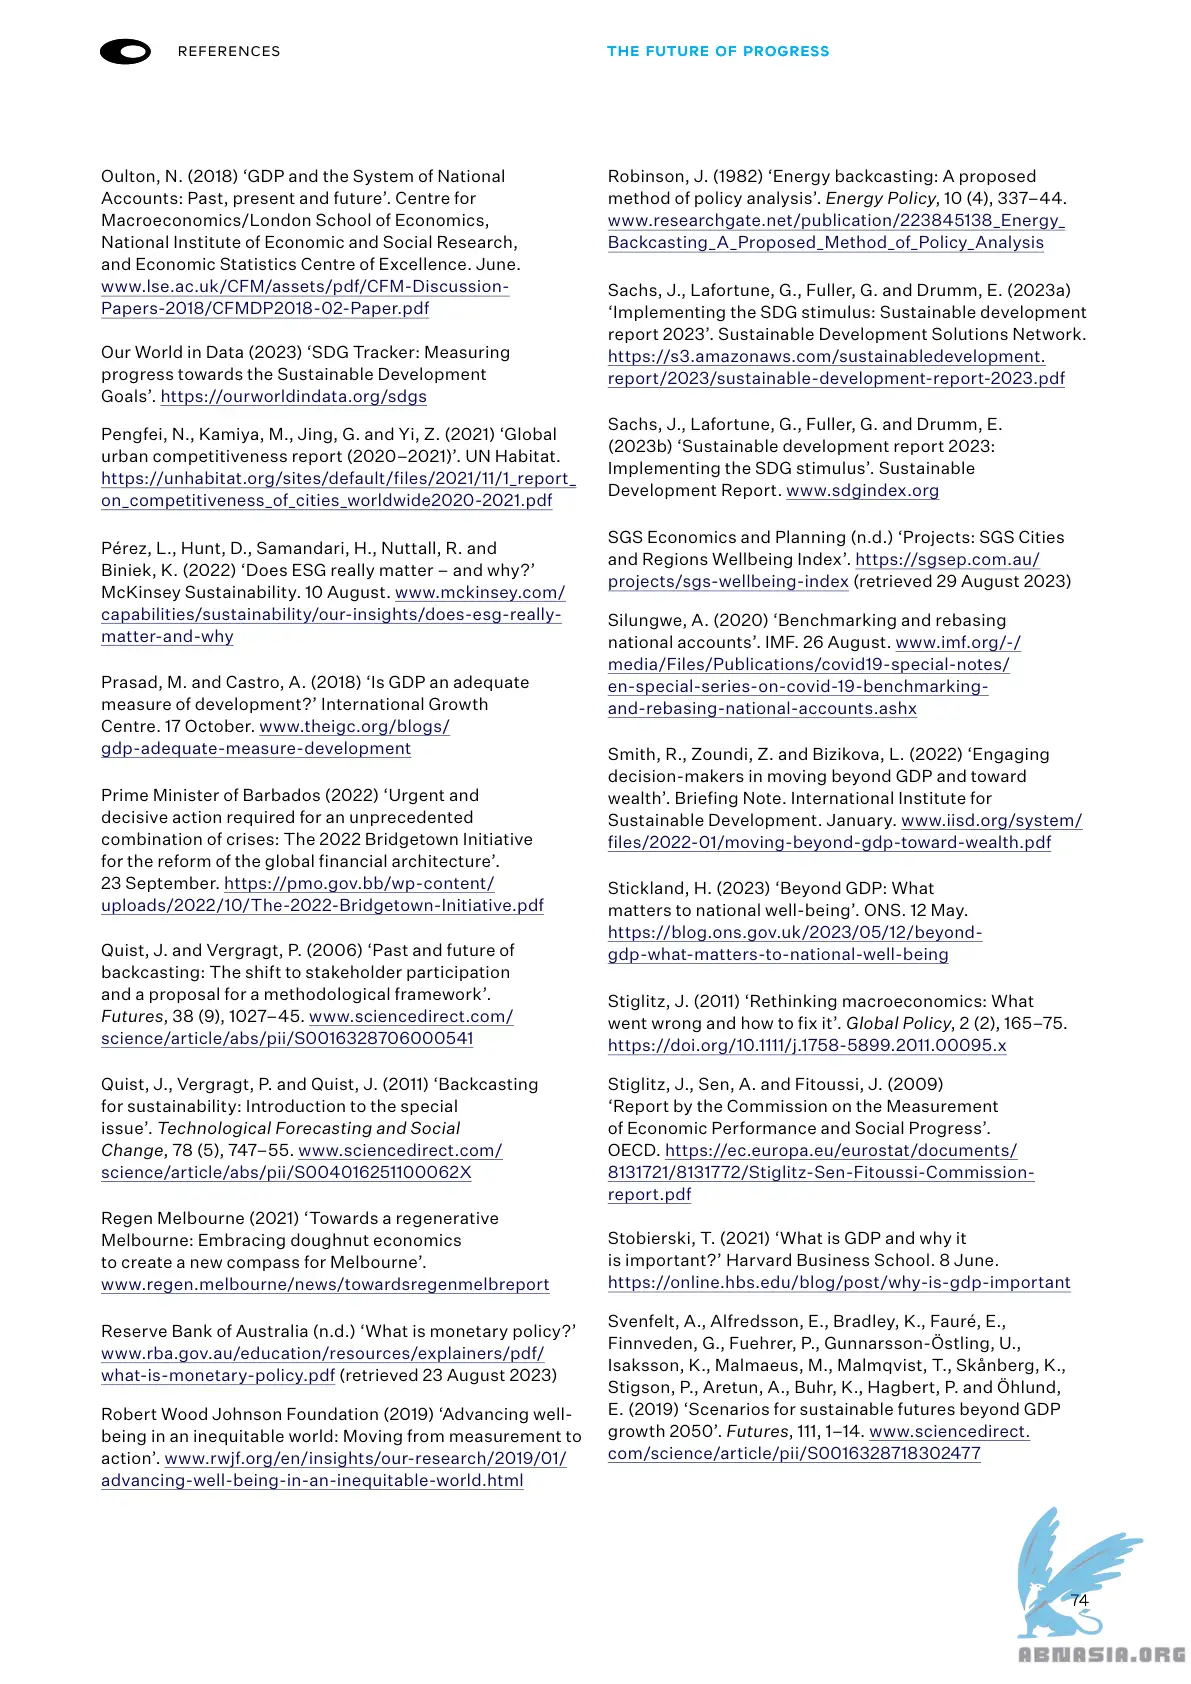 REFERENCES
THE FUTURE OF PROGRESS
Oulton, N. (2018) ‘GDP and the System of National
Accounts: Past, present and future’. Centre for
Macroeconomics/London School of Economics,
National Institute of Economic and Social Research,
and Economic Statistics Centre of Excellence. June.
www.lse.ac.uk/CFM/assets/pdf/CFM-Discussion-
Papers-2018/CFMDP2018-02-Paper.pdf
Our World in Data (2023) ‘SDG Tracker: Measuring
progress towards the Sustainable Development
Goals’. https://ourworldindata.org/sdgs
Pengfei, N., Kamiya, M., Jing, G. and Yi, Z. (2021) ‘Global
urban competitiveness report (2020–2021)’. UN Habitat.
https://unhabitat.org/sites/default/files/2021/11/1_report_
on_competitiveness_of_cities_worldwide2020-2021.pdf
Pérez, L., Hunt, D., Samandari, H., Nuttall, R. and
Biniek, K. (2022) ‘Does ESG really matter – and why?’
McKinsey Sustainability. 10 August. www.mckinsey.com/
capabilities/sustainability/our-insights/does-esg-really-
matter-and-why
Prasad, M. and Castro, A. (2018) ‘Is GDP an adequate
measure of development?’ International Growth
Centre. 17 October. www.theigc.org/blogs/
gdp-adequate-measure-development
Prime Minister of Barbados (2022) ‘Urgent and
decisive action required for an unprecedented
combination of crises: The 2022 Bridgetown Initiative
for the reform of the global financial architecture’.
23 September. https://pmo.gov.bb/wp-content/
uploads/2022/10/The-2022-Bridgetown-Initiative.pdf
Quist, J. and Vergragt, P. (2006) ‘Past and future of
backcasting: The shift to stakeholder participation
and a proposal for a methodological framework’.
Futures, 38 (9), 1027–45. www.sciencedirect.com/
science/article/abs/pii/S0016328706000541
Quist, J., Vergragt, P. and Quist, J. (2011) ‘Backcasting
for sustainability: Introduction to the special
issue’. Technological Forecasting and Social
Change, 78 (5), 747–55. www.sciencedirect.com/
science/article/abs/pii/S004016251100062X
Regen Melbourne (2021) ‘Towards a regenerative
Melbourne: Embracing doughnut economics
to create a new compass for Melbourne’.
www.regen.melbourne/news/towardsregenmelbreport
Reserve Bank of Australia (n.d.) ‘What is monetary policy?’
www.rba.gov.au/education/resources/explainers/pdf/
what-is-monetary-policy.pdf (retrieved 23 August 2023)
Robert Wood Johnson Foundation (2019) ‘Advancing well-
being in an inequitable world: Moving from measurement to
action’. www.rwjf.org/en/insights/our-research/2019/01/
advancing-well-being-in-an-inequitable-world.html
Robinson, J. (1982) ‘Energy backcasting: A proposed
method of policy analysis’. Energy Policy, 10 (4), 337–44.
www.researchgate.net/publication/223845138_Energy_
Backcasting_A_Proposed_Method_of_Policy_Analysis
Sachs, J., Lafortune, G., Fuller, G. and Drumm, E. (2023a)
‘Implementing the SDG stimulus: Sustainable development
report 2023’. Sustainable Development Solutions Network.
https://s3.amazonaws.com/sustainabledevelopment.
report/2023/sustainable-development-report-2023.pdf
Sachs, J., Lafortune, G., Fuller, G. and Drumm, E.
(2023b) ‘Sustainable development report 2023:
Implementing the SDG stimulus’. Sustainable
Development Report. www.sdgindex.org
SGS Economics and Planning (n.d.) ‘Projects: SGS Cities
and Regions Wellbeing Index’. https://sgsep.com.au/
projects/sgs-wellbeing-index (retrieved 29 August 2023)
Silungwe, A. (2020) ‘Benchmarking and rebasing
national accounts’. IMF. 26 August. www.imf.org/-/
media/Files/Publications/covid19-special-notes/
en-special-series-on-covid-19-benchmarking-
and-rebasing-national-accounts.ashx
Smith, R., Zoundi, Z. and Bizikova, L. (2022) ‘Engaging
decision-makers in moving beyond GDP and toward
wealth’. Briefing Note. International Institute for
Sustainable Development. January. www.iisd.org/system/
files/2022-01/moving-beyond-gdp-toward-wealth.pdf
Stickland, H. (2023) ‘Beyond GDP: What
matters to national well-being’. ONS. 12 May.
https://blog.ons.gov.uk/2023/05/12/beyond-
gdp-what-matters-to-national-well-being
Stiglitz, J. (2011) ‘Rethinking macroeconomics: What
went wrong and how to fix it’. Global Policy, 2 (2), 165–75.
https://doi.org/10.1111/j.1758-5899.2011.00095.x
Stiglitz, J., Sen, A. and Fitoussi, J. (2009)
‘Report by the Commission on the Measurement
of Economic Performance and Social Progress’.
OECD. https://ec.europa.eu/eurostat/documents/
8131721/8131772/Stiglitz-Sen-Fitoussi-Commission-
report.pdf
Stobierski, T. (2021) ‘What is GDP and why it
is important?’ Harvard Business School. 8 June.
https://online.hbs.edu/blog/post/why-is-gdp-important
Svenfelt, A., Alfredsson, E., Bradley, K., Fauré, E.,
Finnveden, G., Fuehrer, P., Gunnarsson-Östling, U.,
Isaksson, K., Malmaeus, M., Malmqvist, T., Skånberg, K.,
Stigson, P., Aretun, A., Buhr, K., Hagbert, P. and Öhlund,
E. (2019) ‘Scenarios for sustainable futures beyond GDP
growth 2050’. Futures, 111, 1–14. www.sciencedirect.
com/science/article/pii/S0016328718302477
74
ABNASIA.ORG